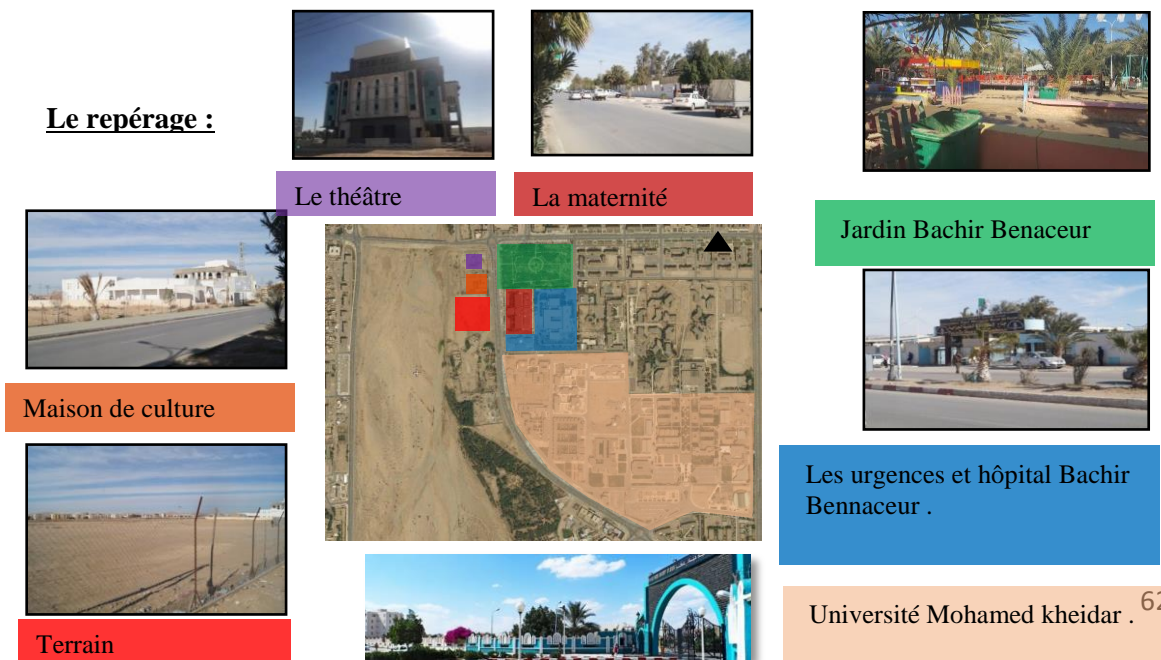 Le repérage :
Le théâtre
La maternité
Jardin Bachir Benaceur
Maison de culture
Les urgences et hôpital Bachir
Bennaceur .
Université Mohamed kheidar .
62
Terrain